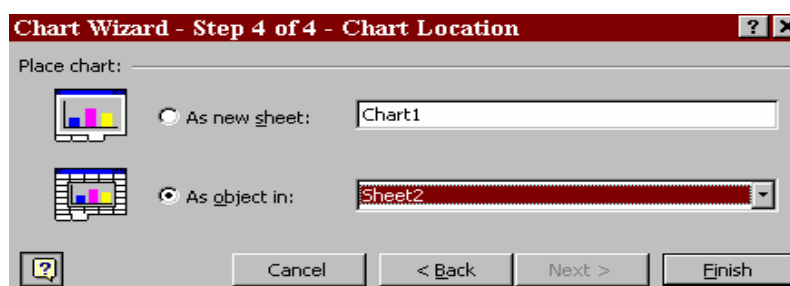 Chart Wizard - Step 4 of 4 - Chart Location ? X
Place chart:
As new sheet: Chart1
As object in: Sheet2
? Cancel < Back Next > Finish